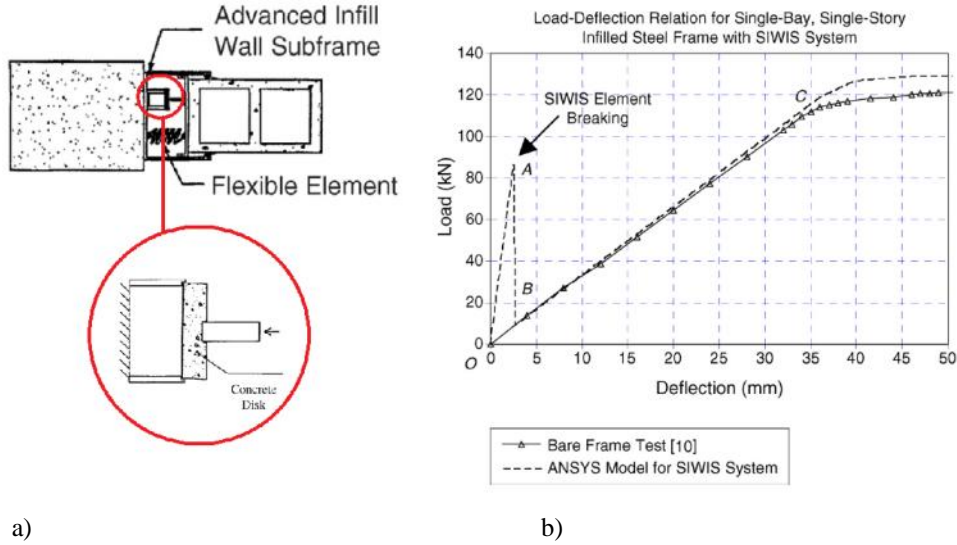 Advanced Infill
Wall Subframe
Flexible Element
Concrete
Disk
a)
Load-Deflection Relation for Single-Bay, Single-Story
Infilled Steel Frame with SIWIS System
140
120
100
80
60
40
20
0
Load (kN)
SIWIS Element
Breaking
A
B
C
O
0
5
10
15
20
25
30
35
40
45
50
Deflection (mm)
Bare Frame Test [10]
ANSYS Model for SIWIS System
b)